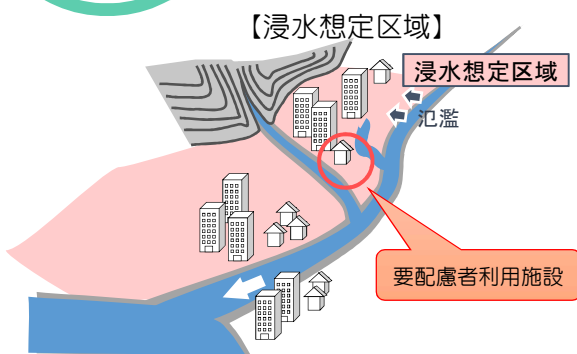 【浸水想定区域】
浸水想定区域
氾濫
要配慮者利用施設